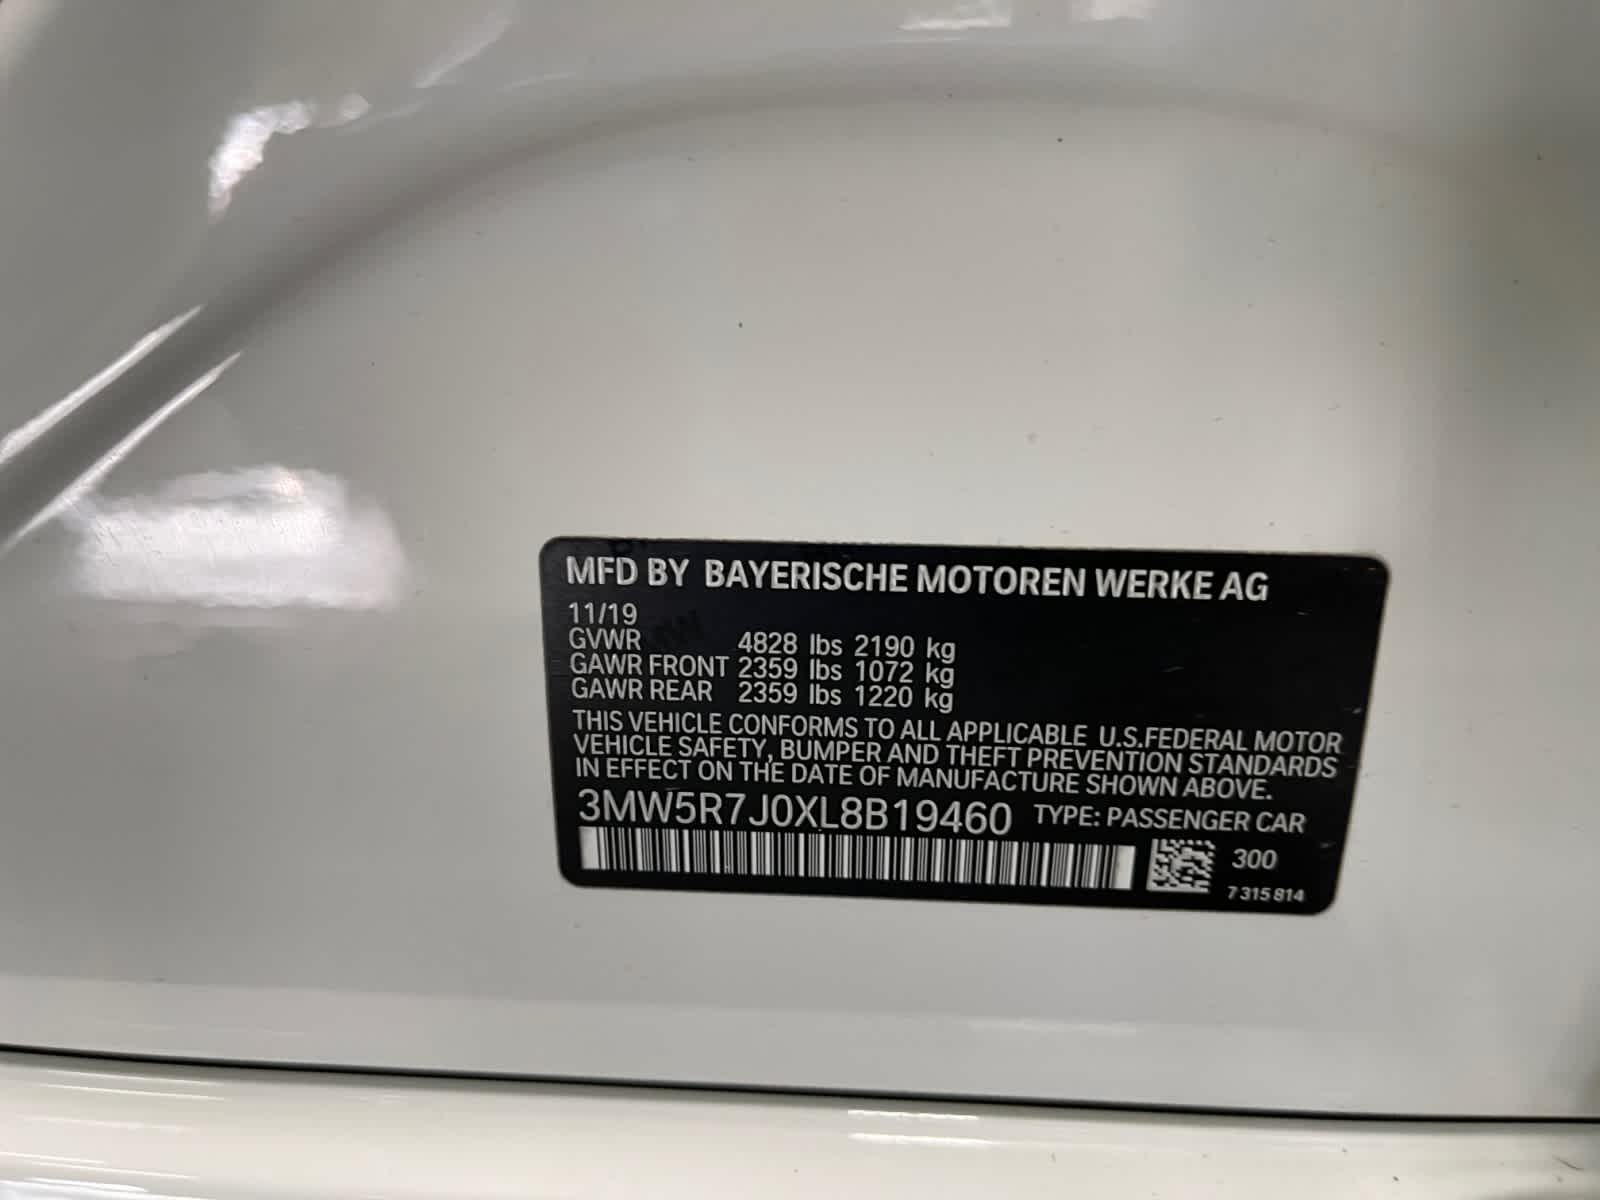 MFD BY BAYERISCHE MOTOREN WERKE AG
11/19
GVWR 4828 lbs 2190 kg
GAWR FRONT 2359 lbs 1072 kg
GAWR REAR 2359 lbs 1220 kg
THIS VEHICLE CONFORMS TO ALL APPLICABLE U.S.FEDERAL MOTOR
VEHICLE SAFETY, BUMPER AND THEFT PREVENTION STANDARDS
IN EFFECT ON THE DATE OF MANUFACTURE SHOWN ABOVE.
3MW5R7J0XL8B19460 TYPE: PASSENGER CAR
300
7 315 814